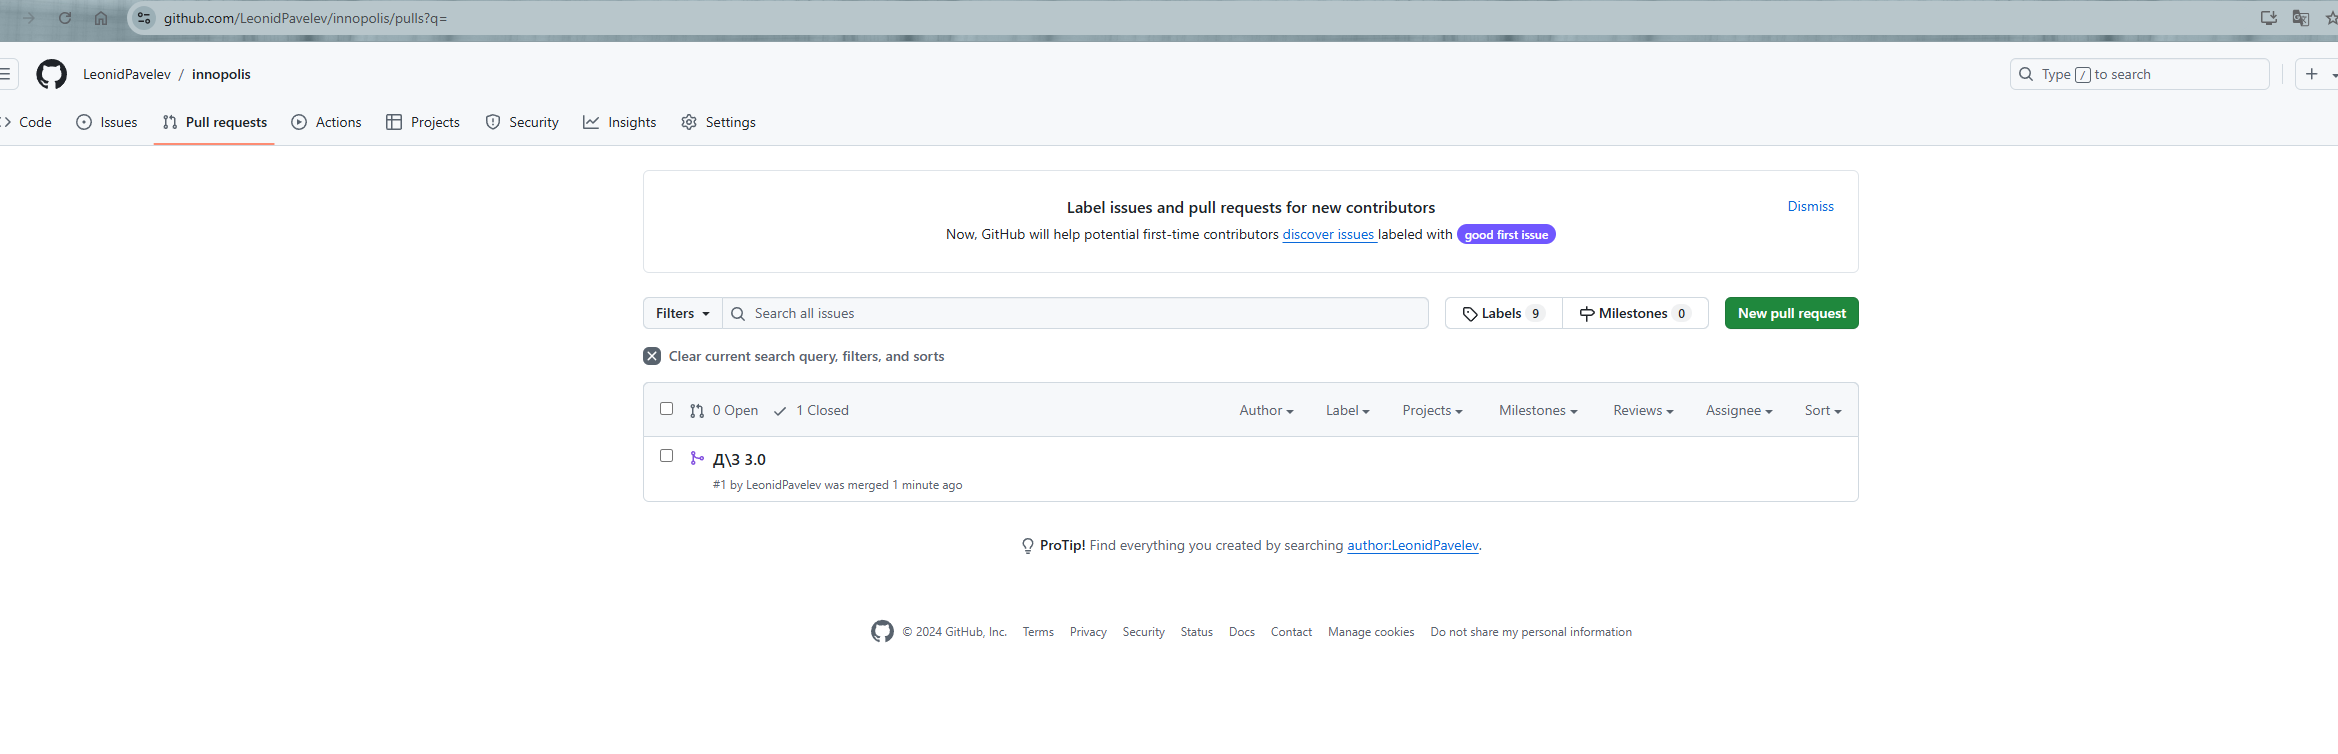 github.com/LeonidPavelev/innopolis/pulls?q=
LeonidPavelev / innopolis
Type / to search
Code Issues Pull requests Actions Projects Security Insights Settings
Label issues and pull requests for new contributors
Dismiss
Now, GitHub will help potential first-time contributors discover issues labeled with good first issue
Filters Search all issues Labels 9 Milestones 0 New pull request
Clear current search query, filters, and sorts
0 Open 1 Closed Author Label Projects Milestones Reviews Assignee Sort
Д\З 3.0
#1 by LeonidPavelev was merged 1 minute ago
ProTip! Find everything you created by searching author:LeonidPavelev.
© 2024 GitHub, Inc. Terms Privacy Security Status Docs Contact Manage cookies Do not share my personal information